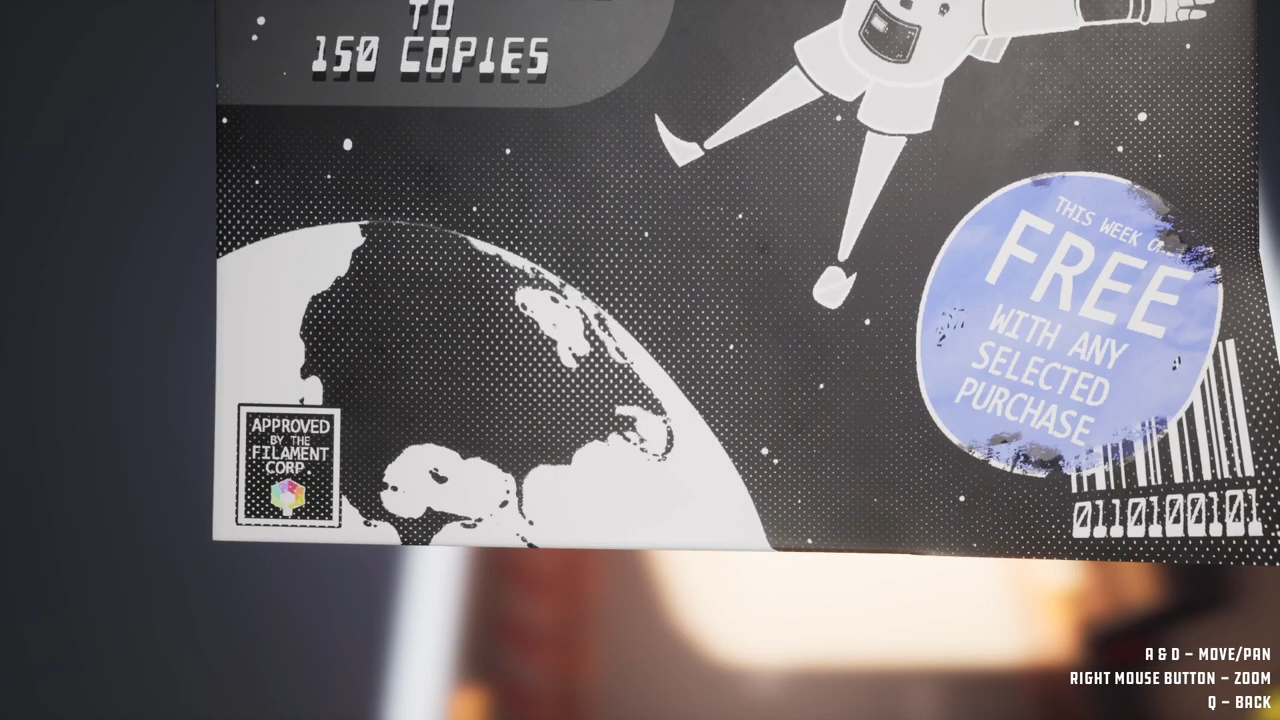 TO
150 COPIES
THIS WEEK
FREE
WITH ANY
SELECTED
PURCHASE
APPROVED
BY THE
FILAMENT
CORP.
0110100101
A & D – MOVE/PAN
RIGHT MOUSE BUTTON – ZOOM
Q – BACK